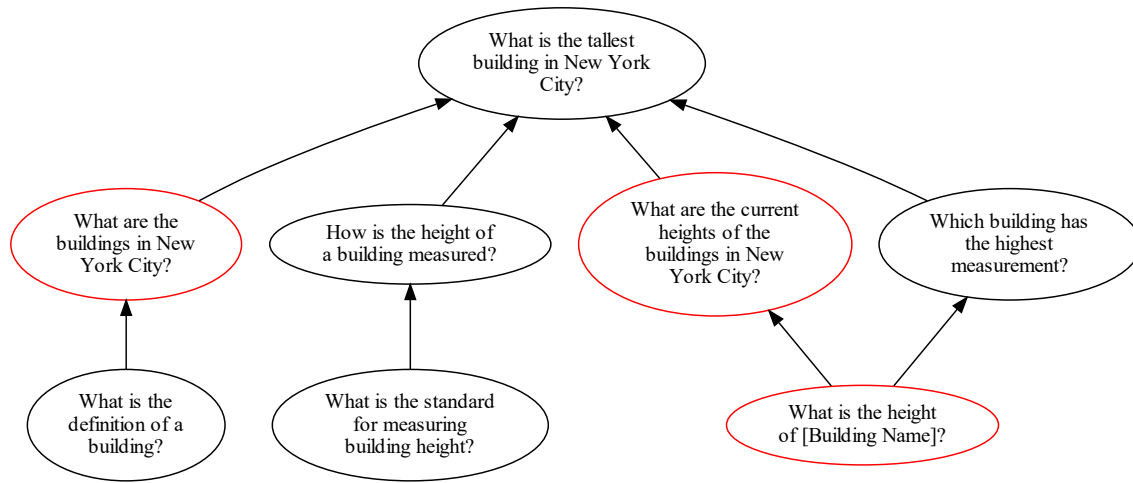 What is the tallest
building in New York
City?
What are the
buildings in New
York City?
How is the height of
a building measured?
What are the current
heights of the
buildings in New
York City?
Which building has
the highest
measurement?
What is the
definition of a
building?
What is the standard
for measuring
building height?
What is the height
of [Building Name]?